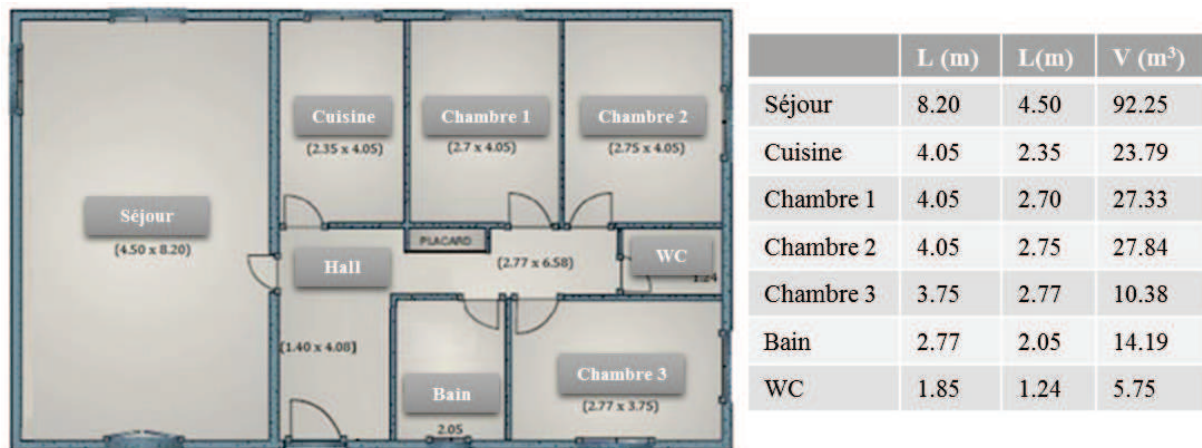 Cuisine
(2.35 x 4.05)
Chambre 1
(2.7 x 4.05)
Chambre 2
(2.75 x 4.05)
Séjour
(4.50 x 8.20)
Hall
PLACARD
(2.77 x 6.58)
WC
1.24
(1.40 x 4.08)
Bain
2.05
Chambre 3
(2.77 x 3.75)
L (m) L(m) V (m³)
Séjour 8.20 4.50 92.25
Cuisine 4.05 2.35 23.79
Chambre 1 4.05 2.70 27.33
Chambre 2 4.05 2.75 27.84
Chambre 3 3.75 2.77 10.38
Bain 2.77 2.05 14.19
WC 1.85 1.24 5.75